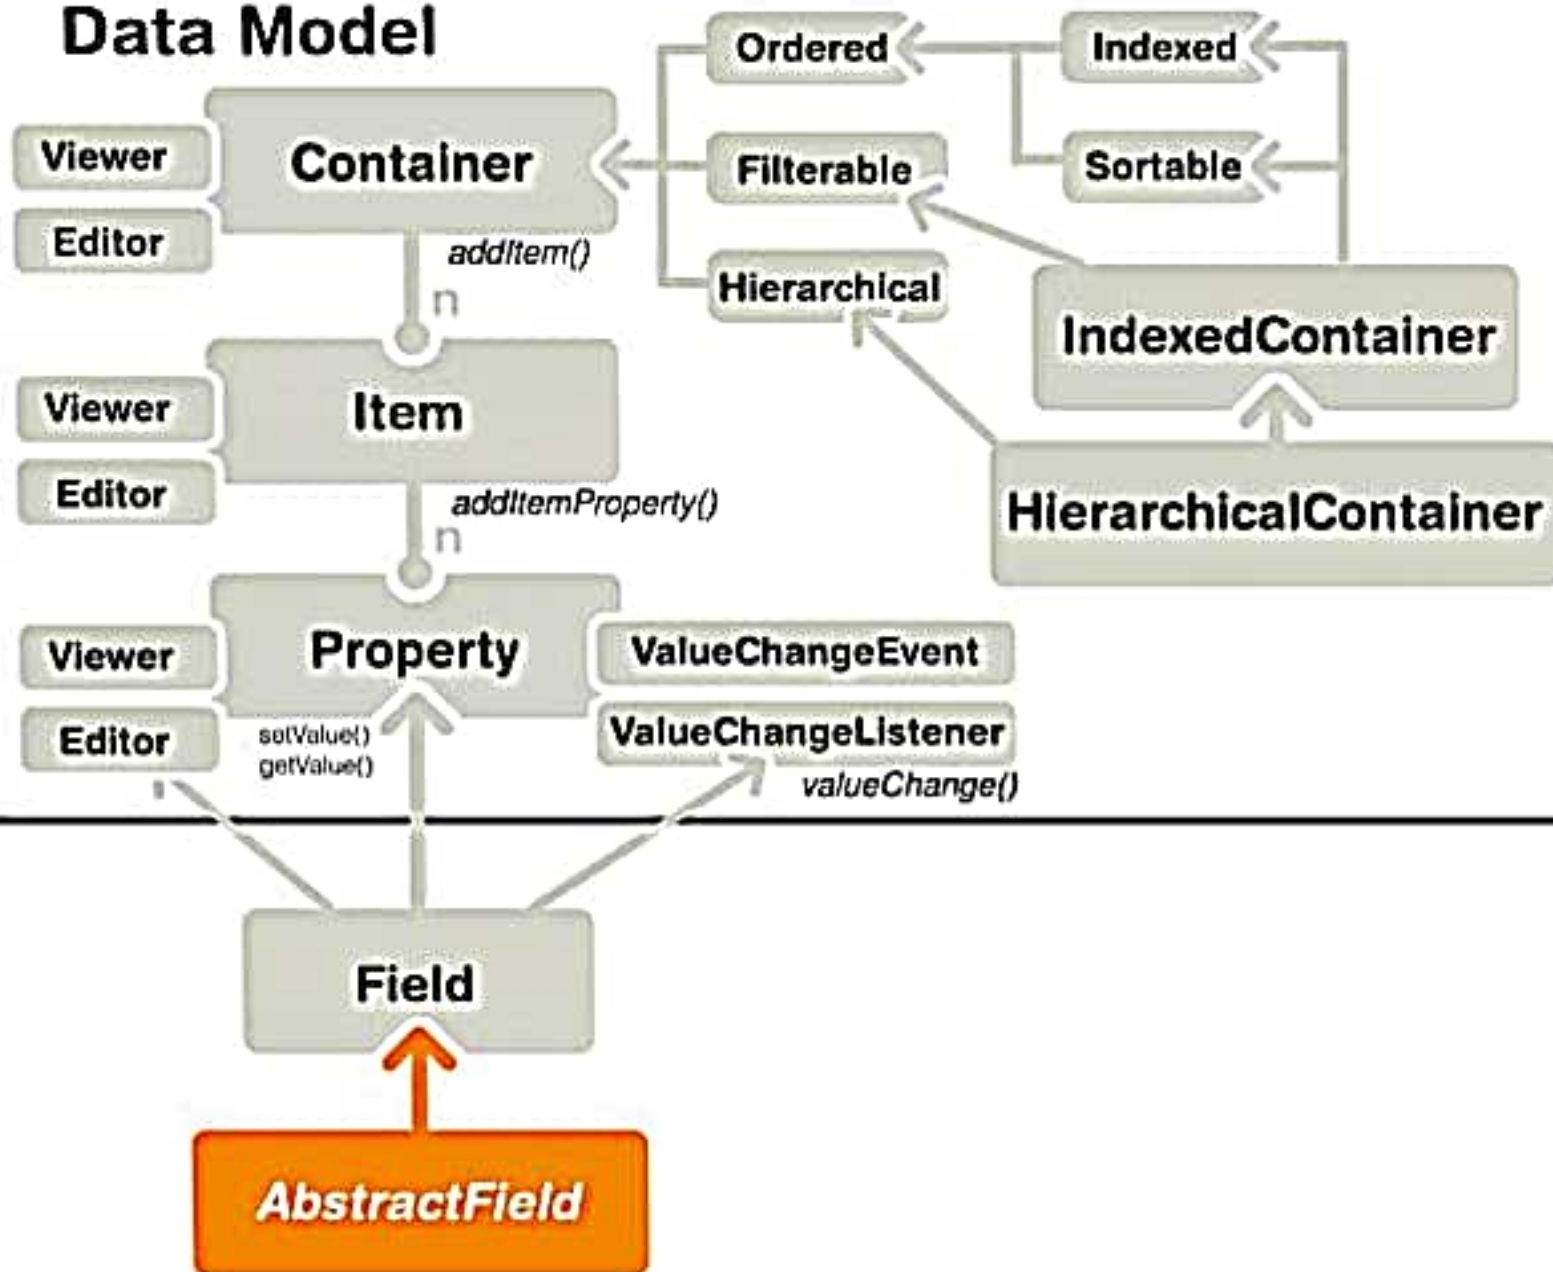 Data Model
Viewer
Editor
Container
addItem()
n
Ordered
Filterable
Hierarchical
Indexed
Sortable
IndexedContainer
HierarchicalContainer
Viewer
Editor
Item
addItemProperty()
n
Viewer
Editor
Property
setValue()
getValue()
ValueChangeEvent
ValueChangeListener
valueChange()
Field
AbstractField